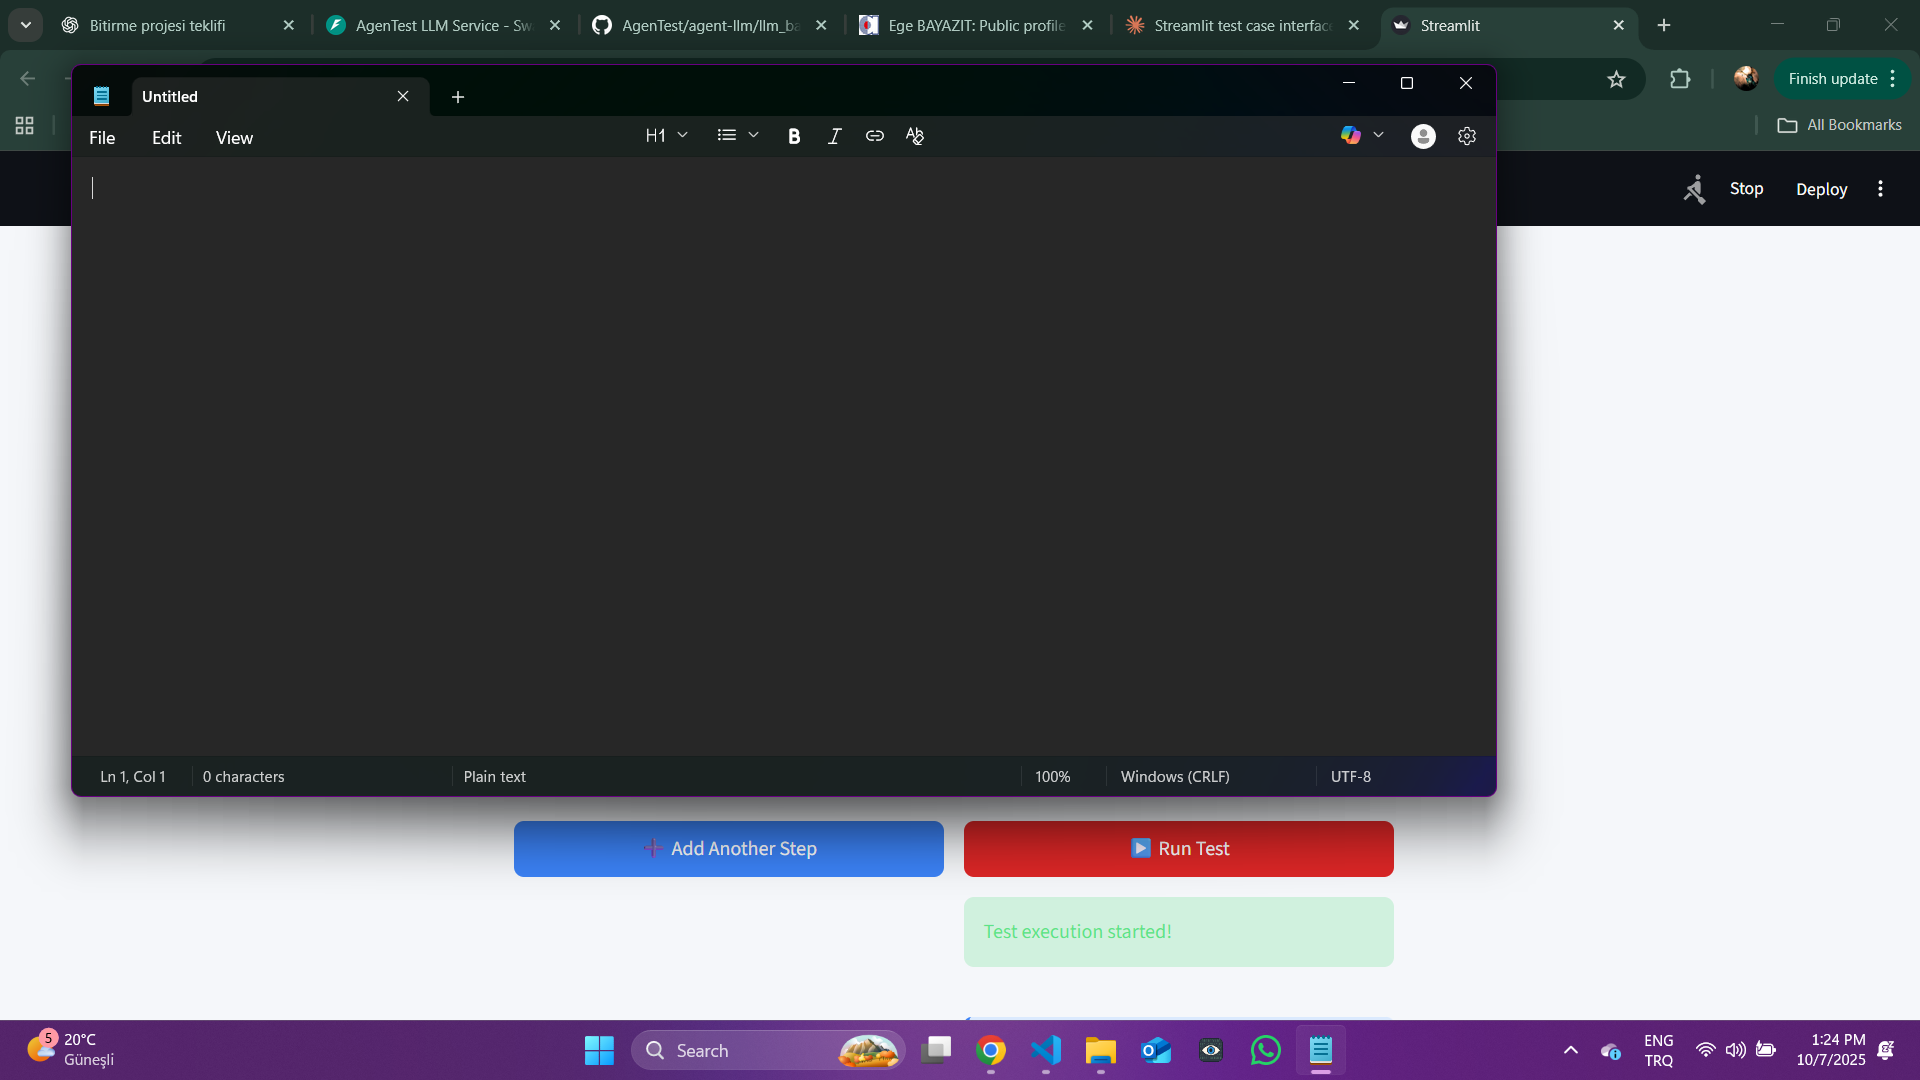 Bitirme projesi teklifi
AgenTest LLM Service - Sw
AgenTest/agent-llm/llm_ba
Ege BAYAZIT: Public profile
Streamlit test case interface
Streamlit
Finish update
All Bookmarks
Untitled
File Edit View
H1
Stop Deploy
Ln 1, Col 1 0 characters Plain text 100% Windows (CRLF) UTF-8
Add Another Step
Run Test
Test execution started!
5
20°C
Güneşli
Search
ENG
TRQ
1:24 PM
10/7/2025